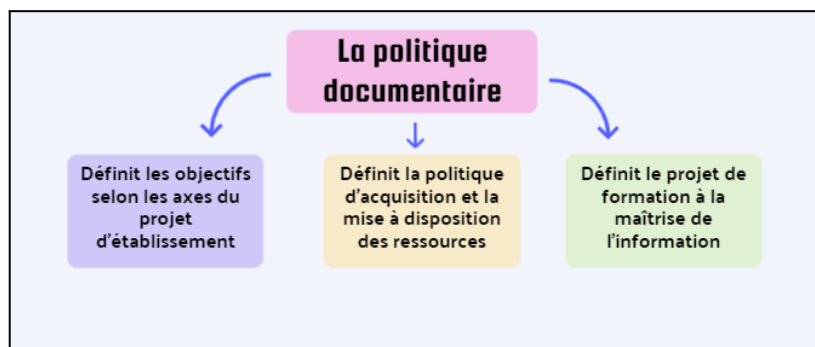 La politique
documentaire
Définit les objectifs
selon les axes du
projet
d'établissement
Définit la politique
d'acquisition et la
mise à disposition
des ressources
Définit le projet de
formation à la
maîtrise de
l'information